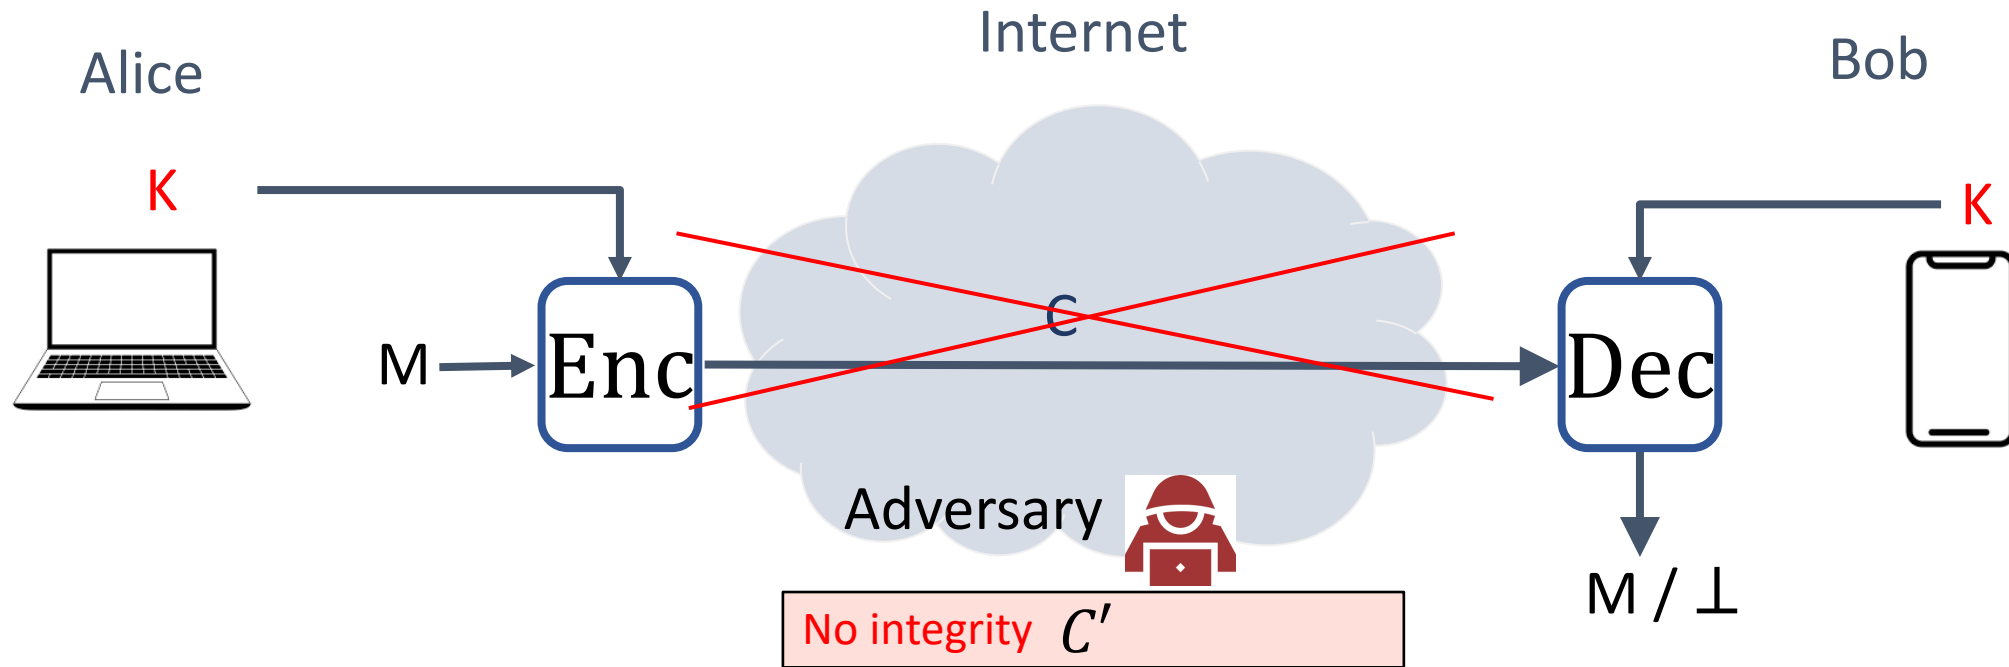 Internet
Alice
Bob
K
K
C
M
Enc
Dec
Adversary
M / ⊥
No integrity C′